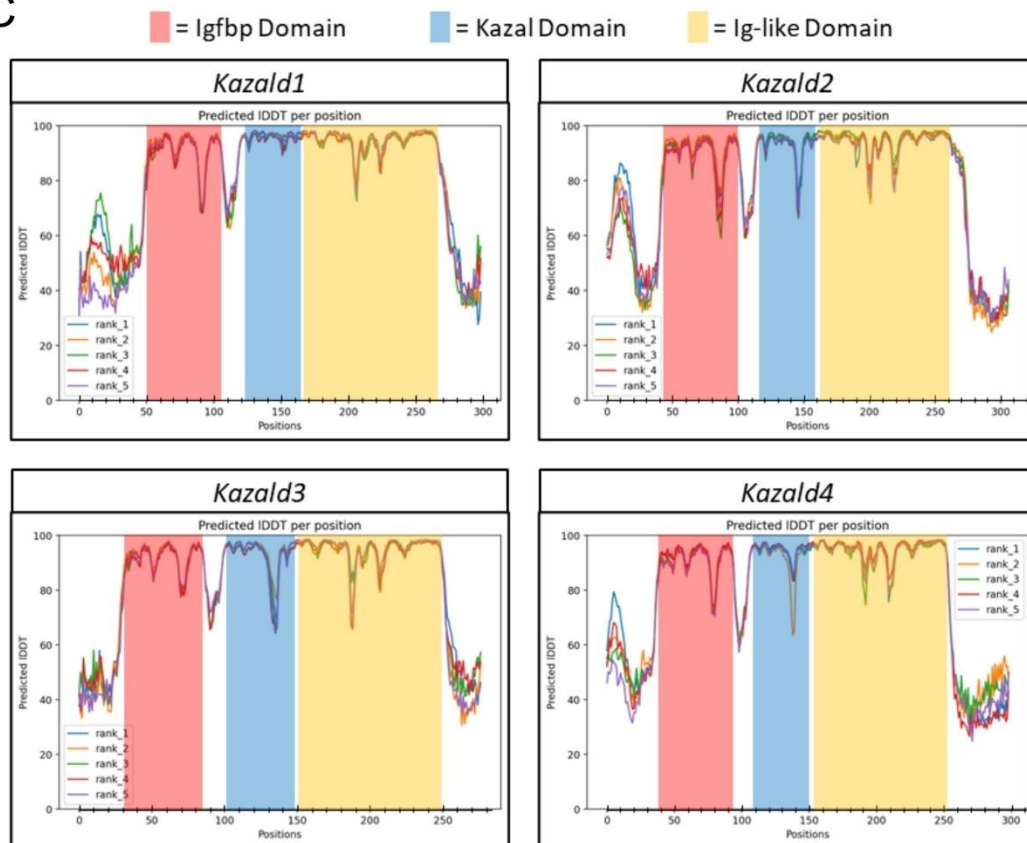 C
= Igfbp Domain = Kazal Domain = Ig-like Domain
Kazald1
Predicted lDDT per position
100
80
60
40
20
0
Predicted lDDT
rank_1
rank_2
rank_3
rank_4
rank_5
0 50 100 150 200 250 300
Positions
Kazald2
Predicted lDDT per position
100
80
60
40
20
0
Predicted lDDT
rank_1
rank_2
rank_3
rank_4
rank_5
0 50 100 150 200 250 300
Positions
Kazald3
Predicted lDDT per position
100
80
60
40
20
0
Predicted lDDT
rank_1
rank_2
rank_3
rank_4
rank_5
0 50 100 150 200 250
Positions
Kazald4
Predicted lDDT per position
100
80
60
40
20
0
Predicted lDDT
rank_1
rank_2
rank_3
rank_4
rank_5
0 50 100 150 200 250 300
Positions